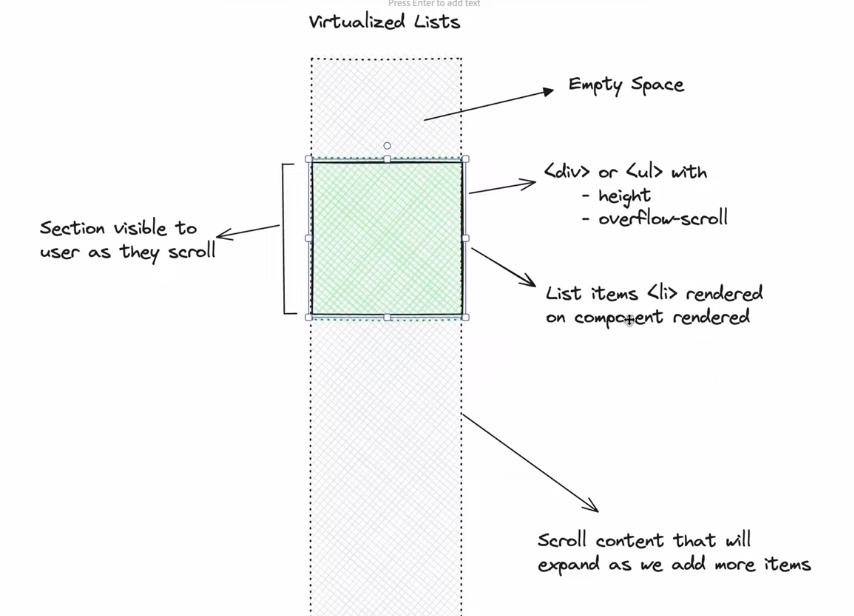 Press Enter to add text
Virtualized Lists
Empty Space
<div> or <ul> with
- height
- overflow-scroll
Section visible to
user as they scroll
List items <li> rendered
on component rendered
Scroll content that will
expand as we add more items